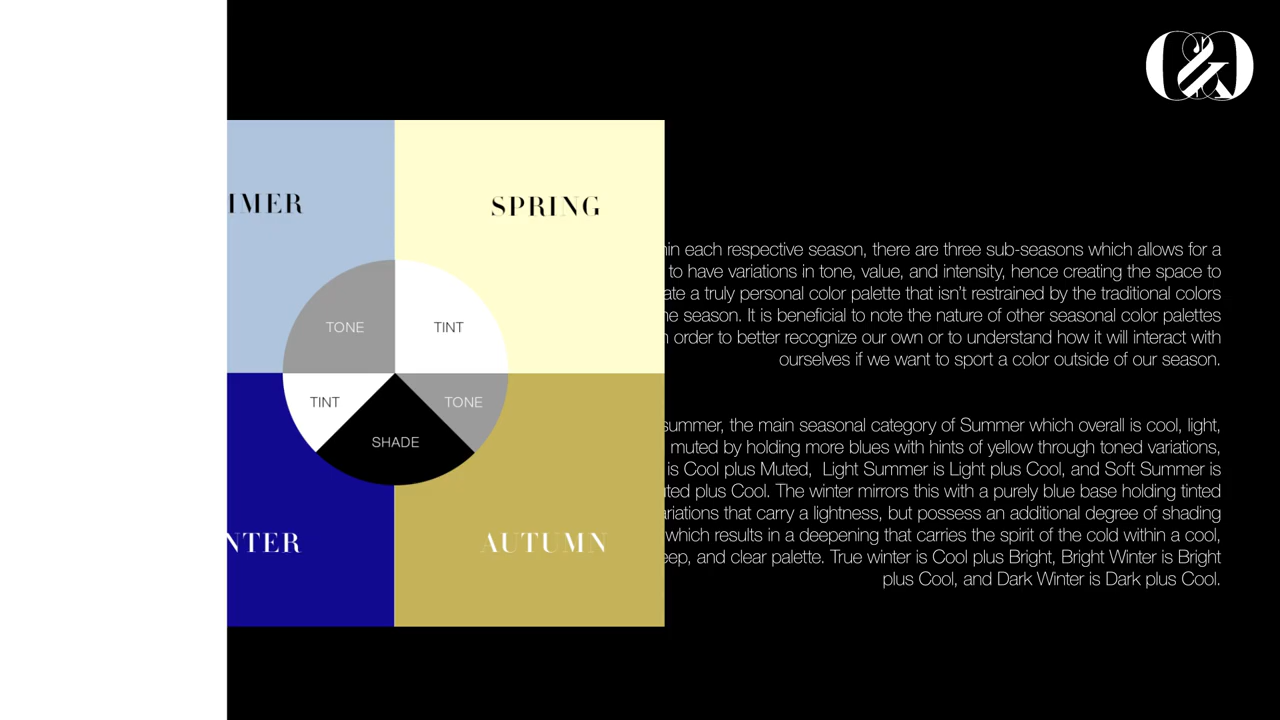 SPRING
TONE
TINT
TINT
TONE
SHADE
AUTUMN
each respective season, there are three sub-seasons which allows for a
to have variations in tone, value, and intensity, hence creating the space to
a truly personal color palette that isn't restrained by the traditional colors
season. It is beneficial to note the nature of other seasonal color palettes
order to better recognize our own or to understand how it will interact with
ourselves if we want to sport a color outside of our season.
summer, the main seasonal category of Summer which overall is cool, light,
muted by holding more blues with hints of yellow through toned variations,
is Cool plus Muted, Light Summer is Light plus Cool, and Soft Summer is
plus Cool. The winter mirrors this with a purely blue base holding tinted
that carry a lightness, but possess an additional degree of shading
which results in a deepening that carries the spirit of the cold within a cool,
and clear palette. True winter is Cool plus Bright, Bright Winter is Bright
plus Cool, and Dark Winter is Dark plus Cool.